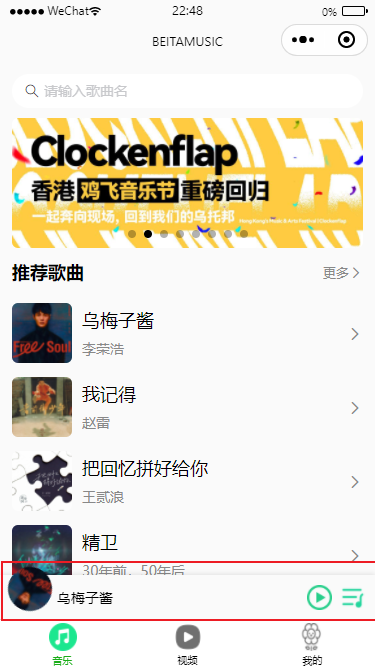 WeChat
22:48
0%
BEITAMUSIC
请输入歌曲名
Clockenflap
香港 鸡飞音乐节 重磅回归
一起奔向现场，回到我们的乌托邦
HongKong's Music & Arts Festival | Clockenflap
推荐歌曲
更多
乌梅子酱
李荣浩
Free Soul
我记得
赵雷
把回忆拼好给你
王贰浪
精卫
30年前，50年后
乌梅子酱
音乐
视频
我的